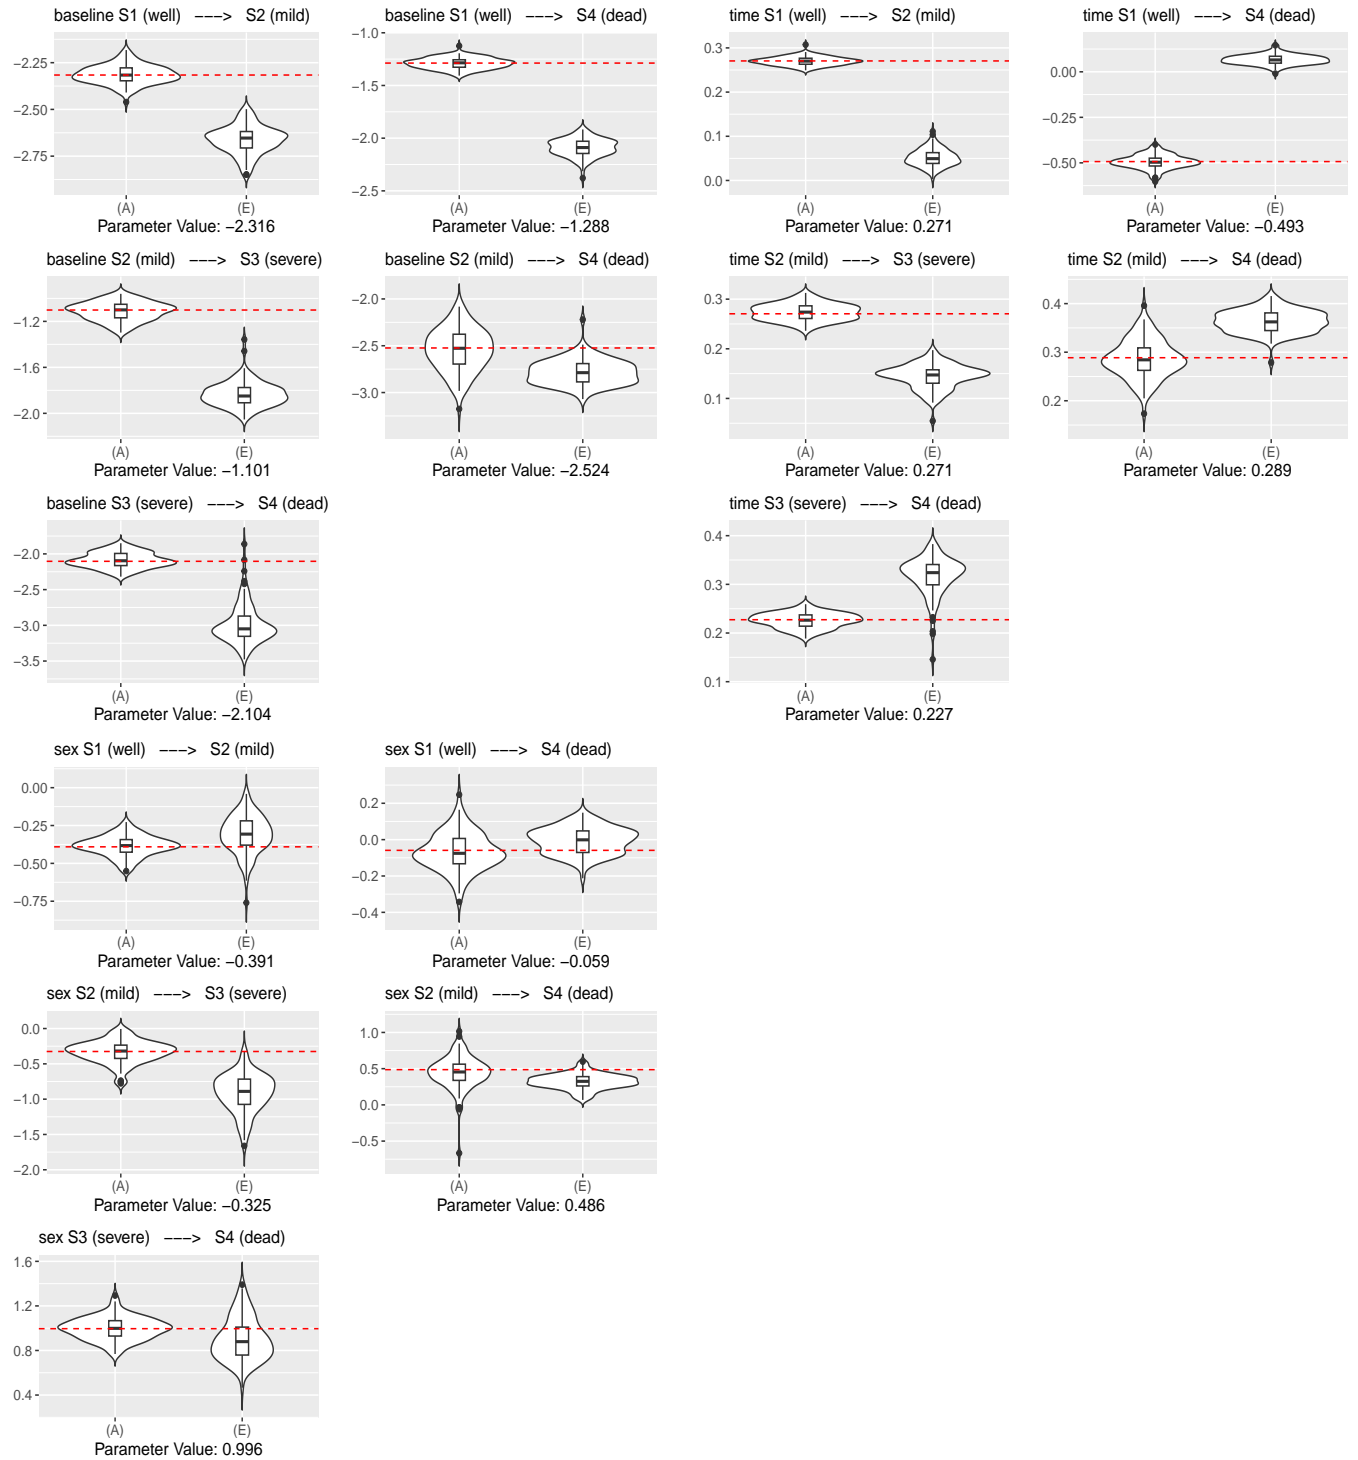 baseline S1 (well) −−−> S2 (mild)
−2.25
−2.50
−2.75
(A) (E)
Parameter Value: −2.316
baseline S1 (well) −−−> S4 (dead)
−1.0
−1.5
−2.0
−2.5
(A) (E)
Parameter Value: −1.288
time S1 (well) −−−> S2 (mild)
0.3
0.2
0.1
0.0
(A) (E)
Parameter Value: 0.271
time S1 (well) −−−> S4 (dead)
0.00
−0.25
−0.50
(A) (E)
Parameter Value: −0.493
baseline S2 (mild) −−−> S3 (severe)
−1.2
−1.6
−2.0
(A) (E)
Parameter Value: −1.101
baseline S2 (mild) −−−> S4 (dead)
−2.0
−2.5
−3.0
(A) (E)
Parameter Value: −2.524
time S2 (mild) −−−> S3 (severe)
0.3
0.2
0.1
(A) (E)
Parameter Value: 0.271
time S2 (mild) −−−> S4 (dead)
0.4
0.3
0.2
(A) (E)
Parameter Value: 0.289
baseline S3 (severe) −−−> S4 (dead)
−2.0
−2.5
−3.0
−3.5
(A) (E)
Parameter Value: −2.104
time S3 (severe) −−−> S4 (dead)
0.4
0.3
0.2
0.1
(A) (E)
Parameter Value: 0.227
sex S1 (well) −−−> S2 (mild)
0.00
−0.25
−0.50
−0.75
(A) (E)
Parameter Value: −0.391
sex S1 (well) −−−> S4 (dead)
0.2
0.0
−0.2
−0.4
(A) (E)
Parameter Value: −0.059
sex S2 (mild) −−−> S3 (severe)
0.0
−0.5
−1.0
−1.5
−2.0
(A) (E)
Parameter Value: −0.325
sex S2 (mild) −−−> S4 (dead)
1.0
0.5
0.0
−0.5
(A) (E)
Parameter Value: 0.486
sex S3 (severe) −−−> S4 (dead)
1.6
1.2
0.8
0.4
(A) (E)
Parameter Value: 0.996